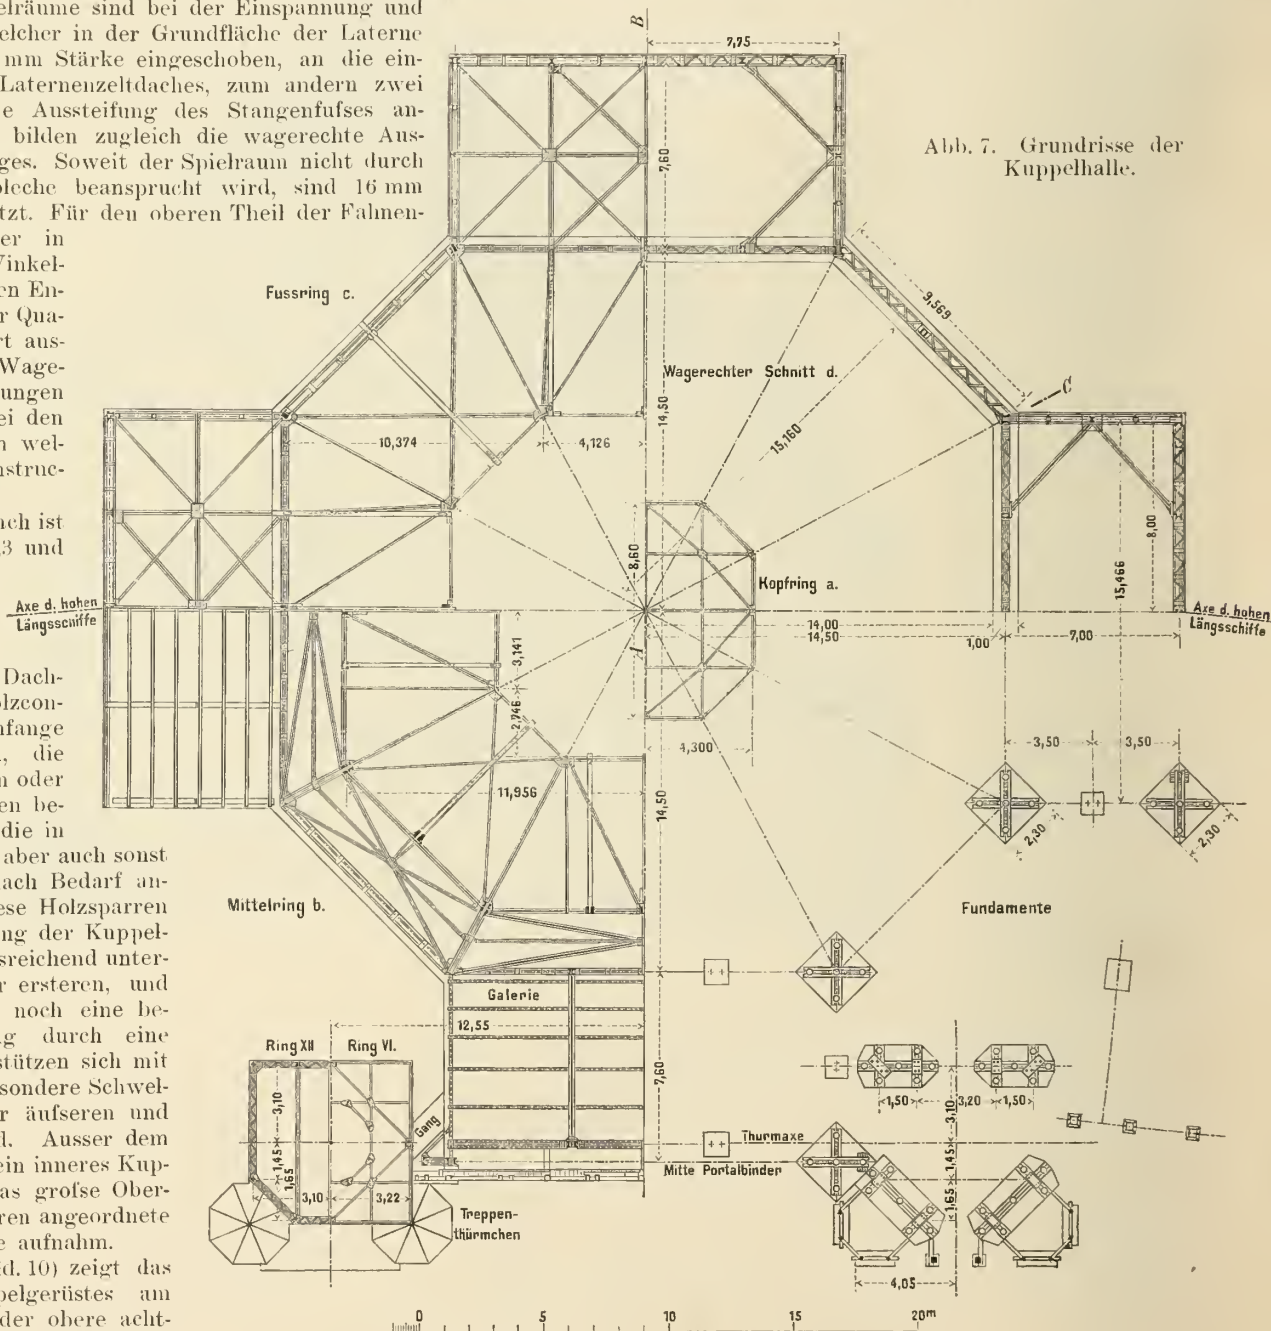 elräume sind bei der Einspannung und
elcher in der Grundfläche der Laterne
mm Stärke eingeschoben, an die ein-
Laternenzeltdaches, zum andern zwei
e Aussteifung des Stangenfufses an-
bilden zugleich die wagerechte Aus-
ges. Soweit der Spielraum nicht durch
bleche beansprucht wird, sind 16 mm
tzt. Für den oberen Theil der Fahnen-
er in
Winkel-
en En-
r Qua-
rt aus-
Wage-
ungen
ei den
n wel-
nstruc-
ach ist
,3 und
Dach-
olzcon-
nfange
, die
n oder
en be-
die in
aber auch sonst
nach Bedarf an-
ese Holzsparren
ng der Kuppel-
sreichend unter-
r ersteren, und
noch eine be-
g durch eine
stützen sich mit
sondere Schwel-
r äufseren und
d. Ausser dem
ein inneres Kup-
as grofse Ober-
ren angeordnete
e aufnahm.
d. 10) zeigt das
pelgerüstes am
der obere acht-
Abb. 7. Grundrisse der
Kuppelhalle.
B
7,75
7,60
Fussring c.
9,569
Wagerechter Schnitt d.
C
14,50
15,160
10,374
4,126
8,60
Kopfring a.
8,00
15,466
Axe d. hohen
Längsschiffe
Axe d. hohen
Längsschiffe
14,00
14,50
1,00
7,00
A
3,141
2,746
4,300
3,50
3,50
11,956
14,50
2,30
2,30
Mittelring b.
Fundamente
Galerie
12,55
Ring XII
Ring VI.
7,60
3,10
1,50
3,20
1,50
3,10
Gang
Thurmaxe
Mitte Portalbinder
1,45
1,65
1,45
1,65
3,10
3,22
Treppen-
thürmchen
4,05
0 5 10 15 20m